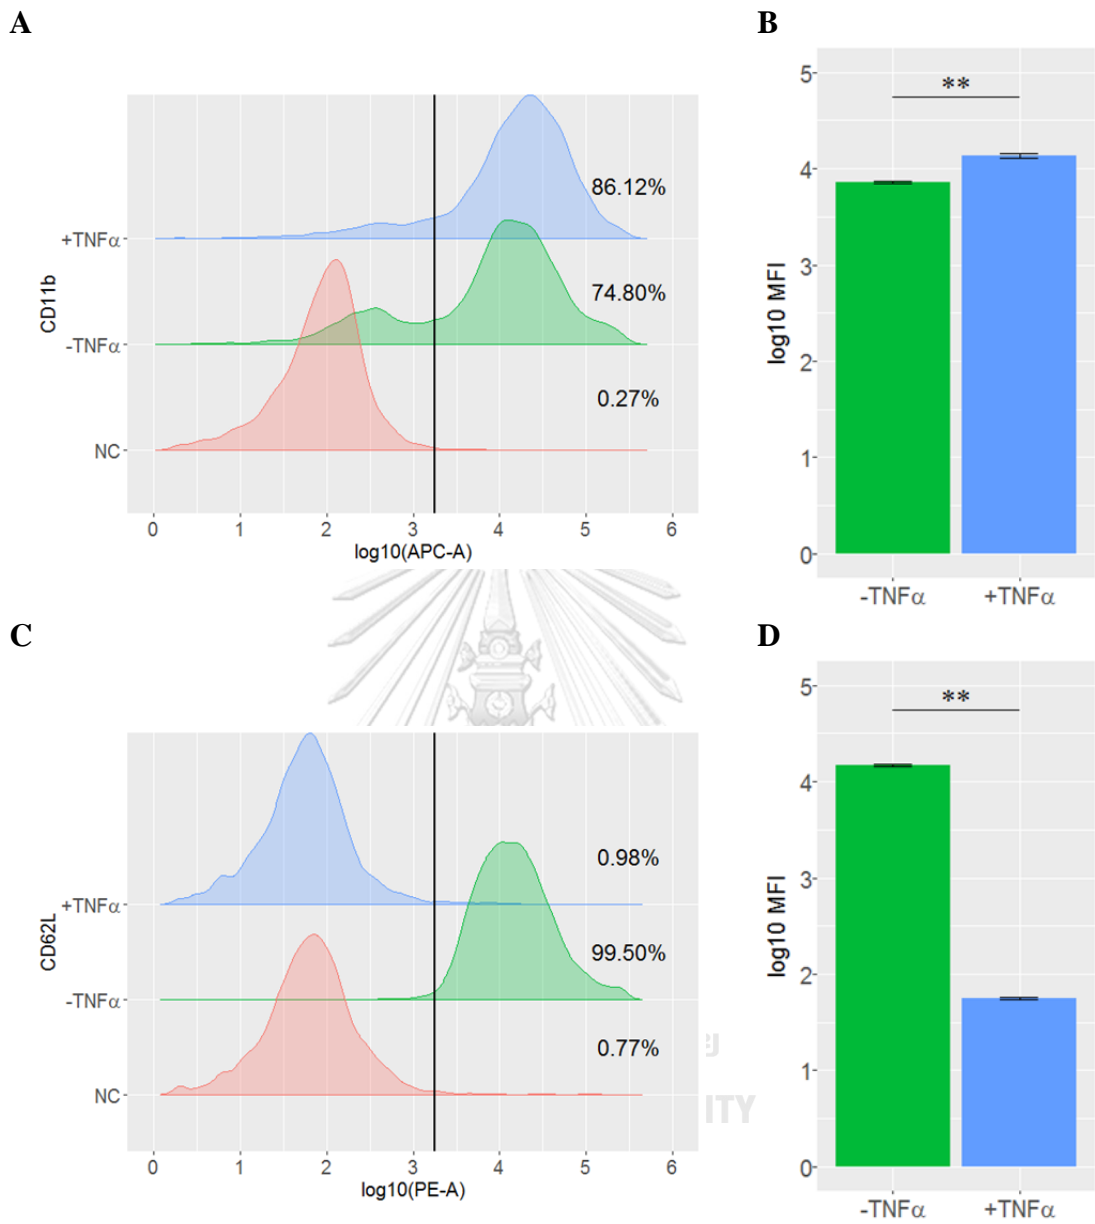 A
CD11b
86.12%
+TNFα
74.80%
-TNFα
0.27%
NC
0 1 2 3 4 5 6
log10(APC-A)
B
log10 MFI
5
**
4
3
2
1
0
-TNFα +TNFα
C
CD62L
0.98%
+TNFα
99.50%
-TNFα
0.77%
NC
0 1 2 3 4 5 6
log10(PE-A)
D
log10 MFI
5
**
4
3
2
1
0
-TNFα +TNFα
ITY